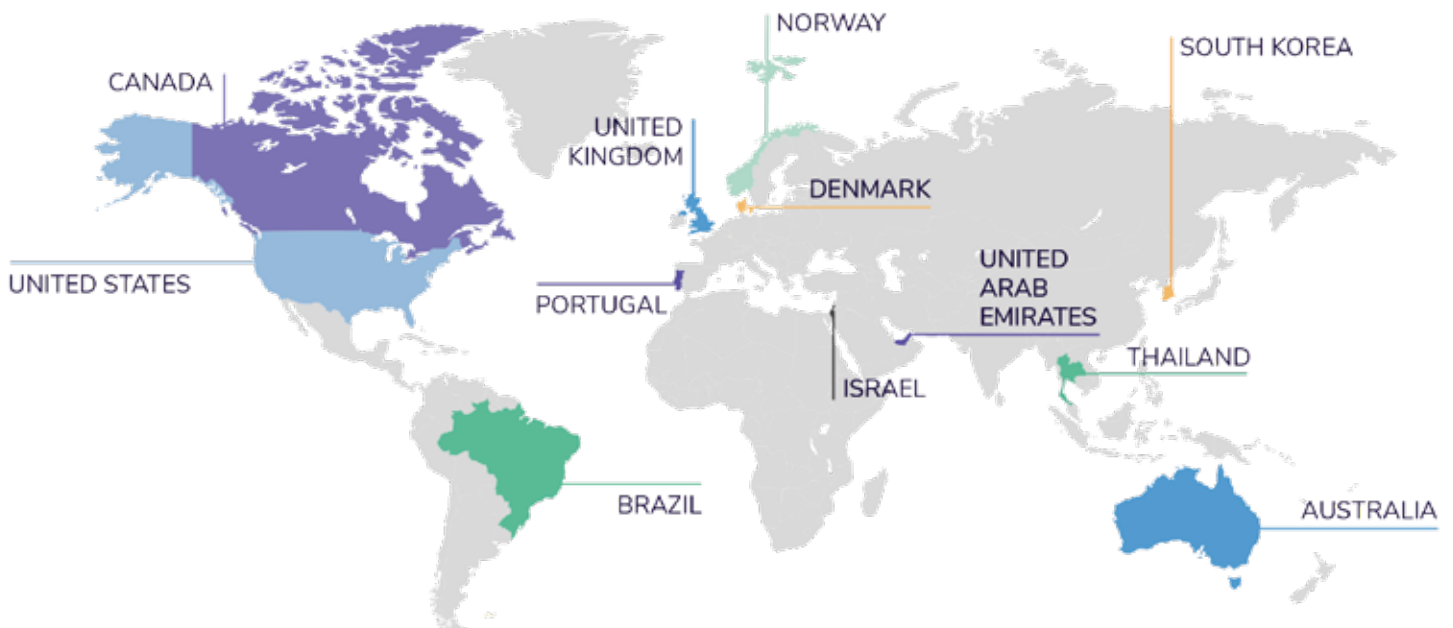 NORWAY
SOUTH KOREA
CANADA
UNITED
KINGDOM
DENMARK
UNITED STATES
PORTUGAL
UNITED
ARAB
EMIRATES
THAILAND
ISRAEL
BRAZIL
AUSTRALIA